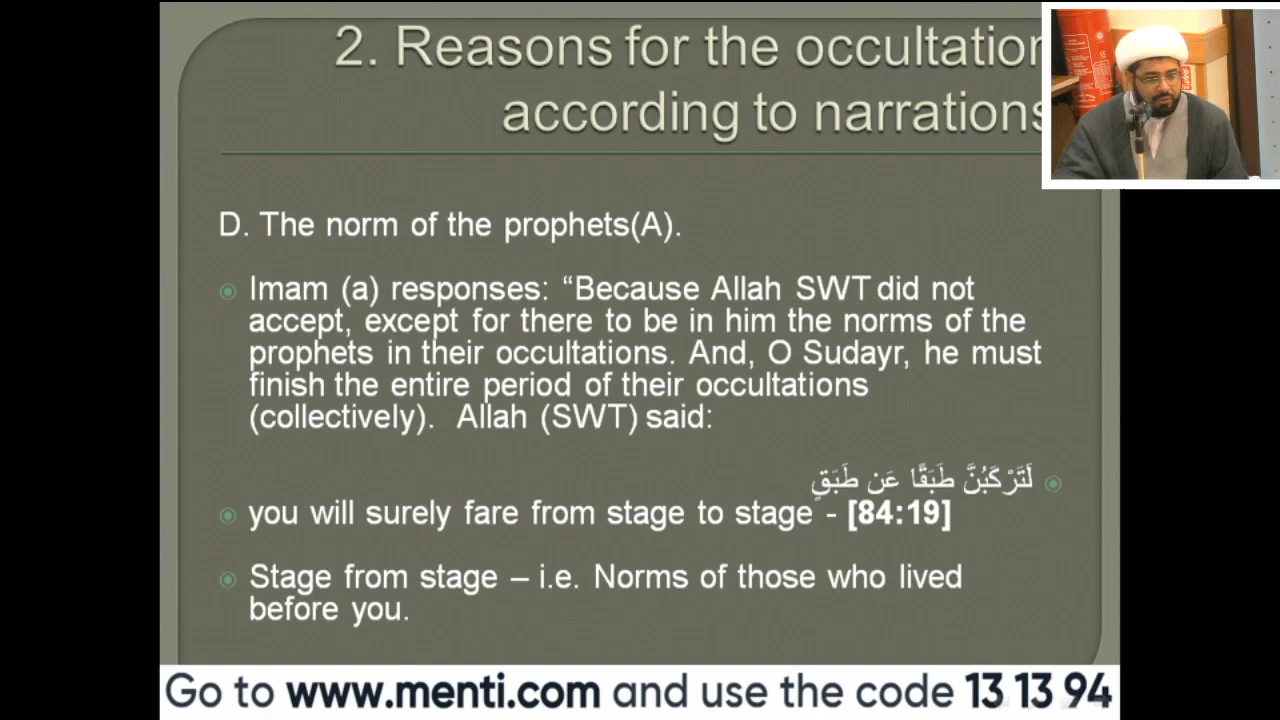 2. Reasons for the occultation
according to narrations
D. The norm of the prophets(A).
Imam (a) responses: “Because Allah SWT did not
accept, except for there to be in him the norms of the
prophets in their occultations. And, O Sudayr, he must
finish the entire period of their occultations
(collectively). Allah (SWT) said:
لَتَرْكَبُنَّ طَبَقًا عَن طَبَقٍ
you will surely fare from stage to stage - [84:19]
Stage from stage – i.e. Norms of those who lived
before you.
Go to www.menti.com and use the code 13 13 94